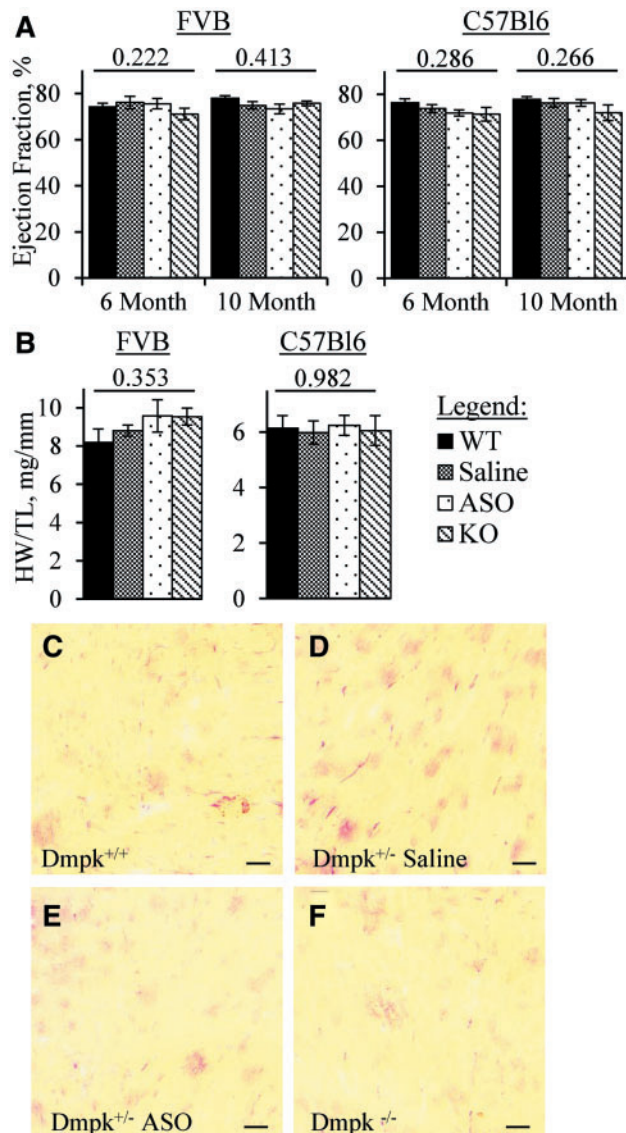 A
FVB
C57Bl6
0.222
0.413
0.286
0.266
Ejection Fraction, %
80
60
40
20
0
80
60
40
20
0
6 Month
10 Month
6 Month
10 Month
B
FVB
C57Bl6
0.353
0.982
HW/TL, mg/mm
10
8
6
4
2
0
6
4
2
0
Legend:
WT
Saline
ASO
KO
C
Dmpk+/+
D
Dmpk+/- Saline
E
Dmpk+/- ASO
F
Dmpk -/-